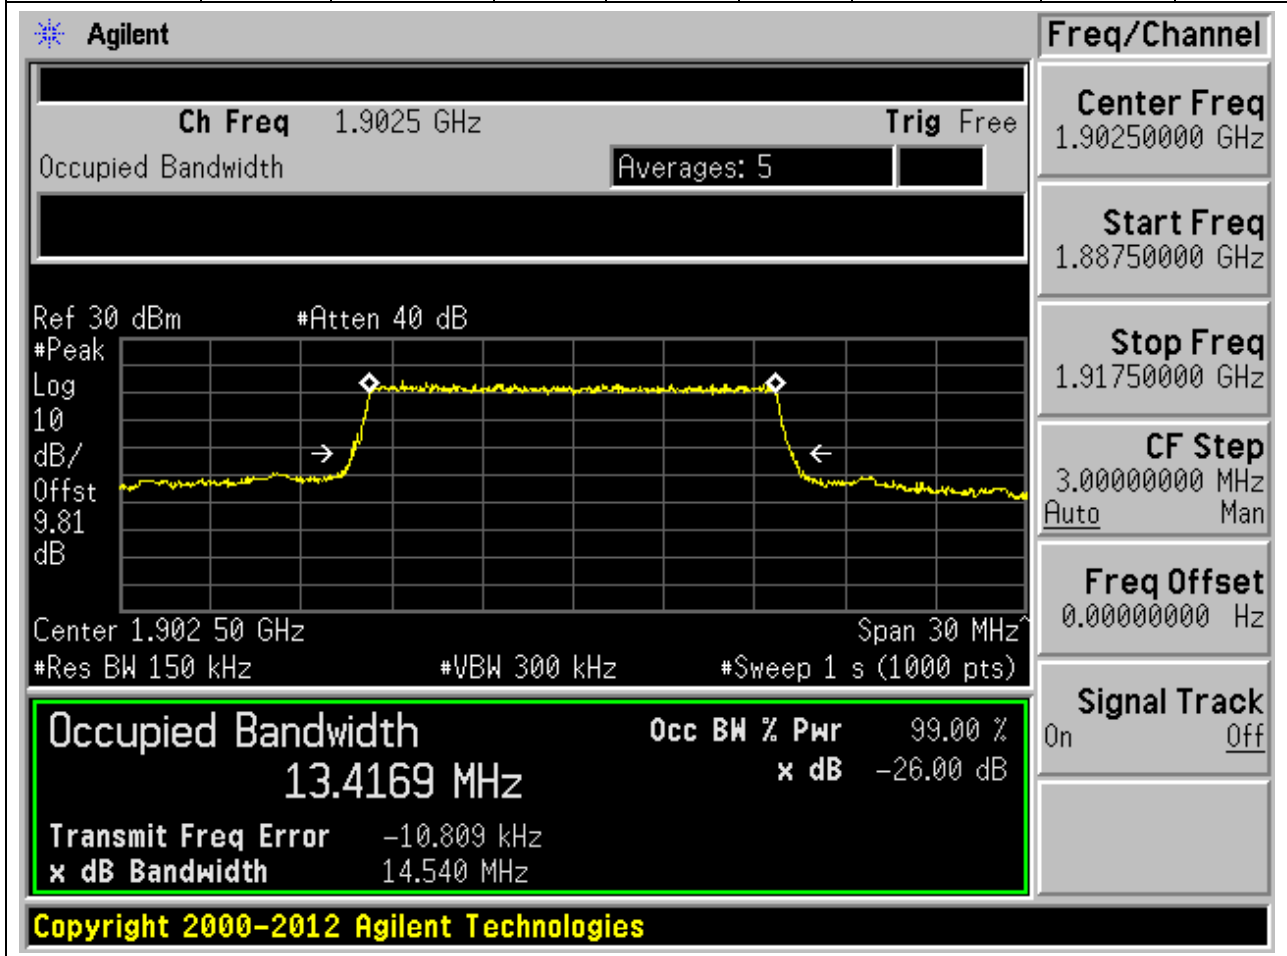 Agilent
Freq/Channel
Ch Freq 1.9025 GHz Trig Free
Occupied Bandwidth Averages: 5
Center Freq
1.90250000 GHz
Start Freq
1.88750000 GHz
Stop Freq
1.91750000 GHz
CF Step
3.00000000 MHz
Auto Man
Freq Offset
0.00000000 Hz
Signal Track
On Off
Ref 30 dBm #Atten 40 dB
#Peak
Log
10
dB/
Offst
9.81
dB
Center 1.902 50 GHz Span 30 MHz^
#Res BW 150 kHz #VBW 300 kHz #Sweep 1 s (1000 pts)
Occupied Bandwidth Occ BW % Pwr 99.00 %
13.4169 MHz x dB -26.00 dB
Transmit Freq Error -10.809 kHz
x dB Bandwidth 14.540 MHz
Copyright 2000-2012 Agilent Technologies